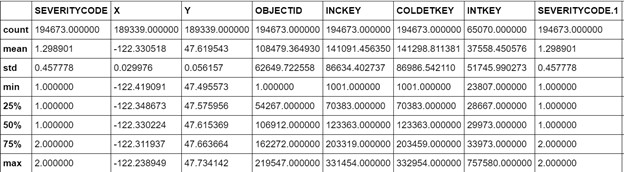 SEVERITYCODE X Y OBJECTID INCKEY COLDETKEY INTKEY SEVERITYCODE.1
count 194673.000000 189339.000000 189339.000000 194673.000000 194673.000000 194673.000000 65070.000000 194673.000000
mean 1.298901 -122.330518 47.619543 108479.364930 141091.456350 141298.811381 37558.450576 1.298901
std 0.457778 0.029976 0.056157 62649.722558 86634.402737 86986.542110 51745.990273 0.457778
min 1.000000 -122.419091 47.495573 1.000000 1001.000000 1001.000000 23807.000000 1.000000
25% 1.000000 -122.348673 47.575956 54267.000000 70383.000000 70383.000000 28667.000000 1.000000
50% 1.000000 -122.330224 47.615369 106912.000000 123363.000000 123363.000000 29973.000000 1.000000
75% 2.000000 -122.311937 47.663664 162272.000000 203319.000000 203459.000000 33973.000000 2.000000
max 2.000000 -122.238949 47.734142 219547.000000 331454.000000 332954.000000 757580.000000 2.000000